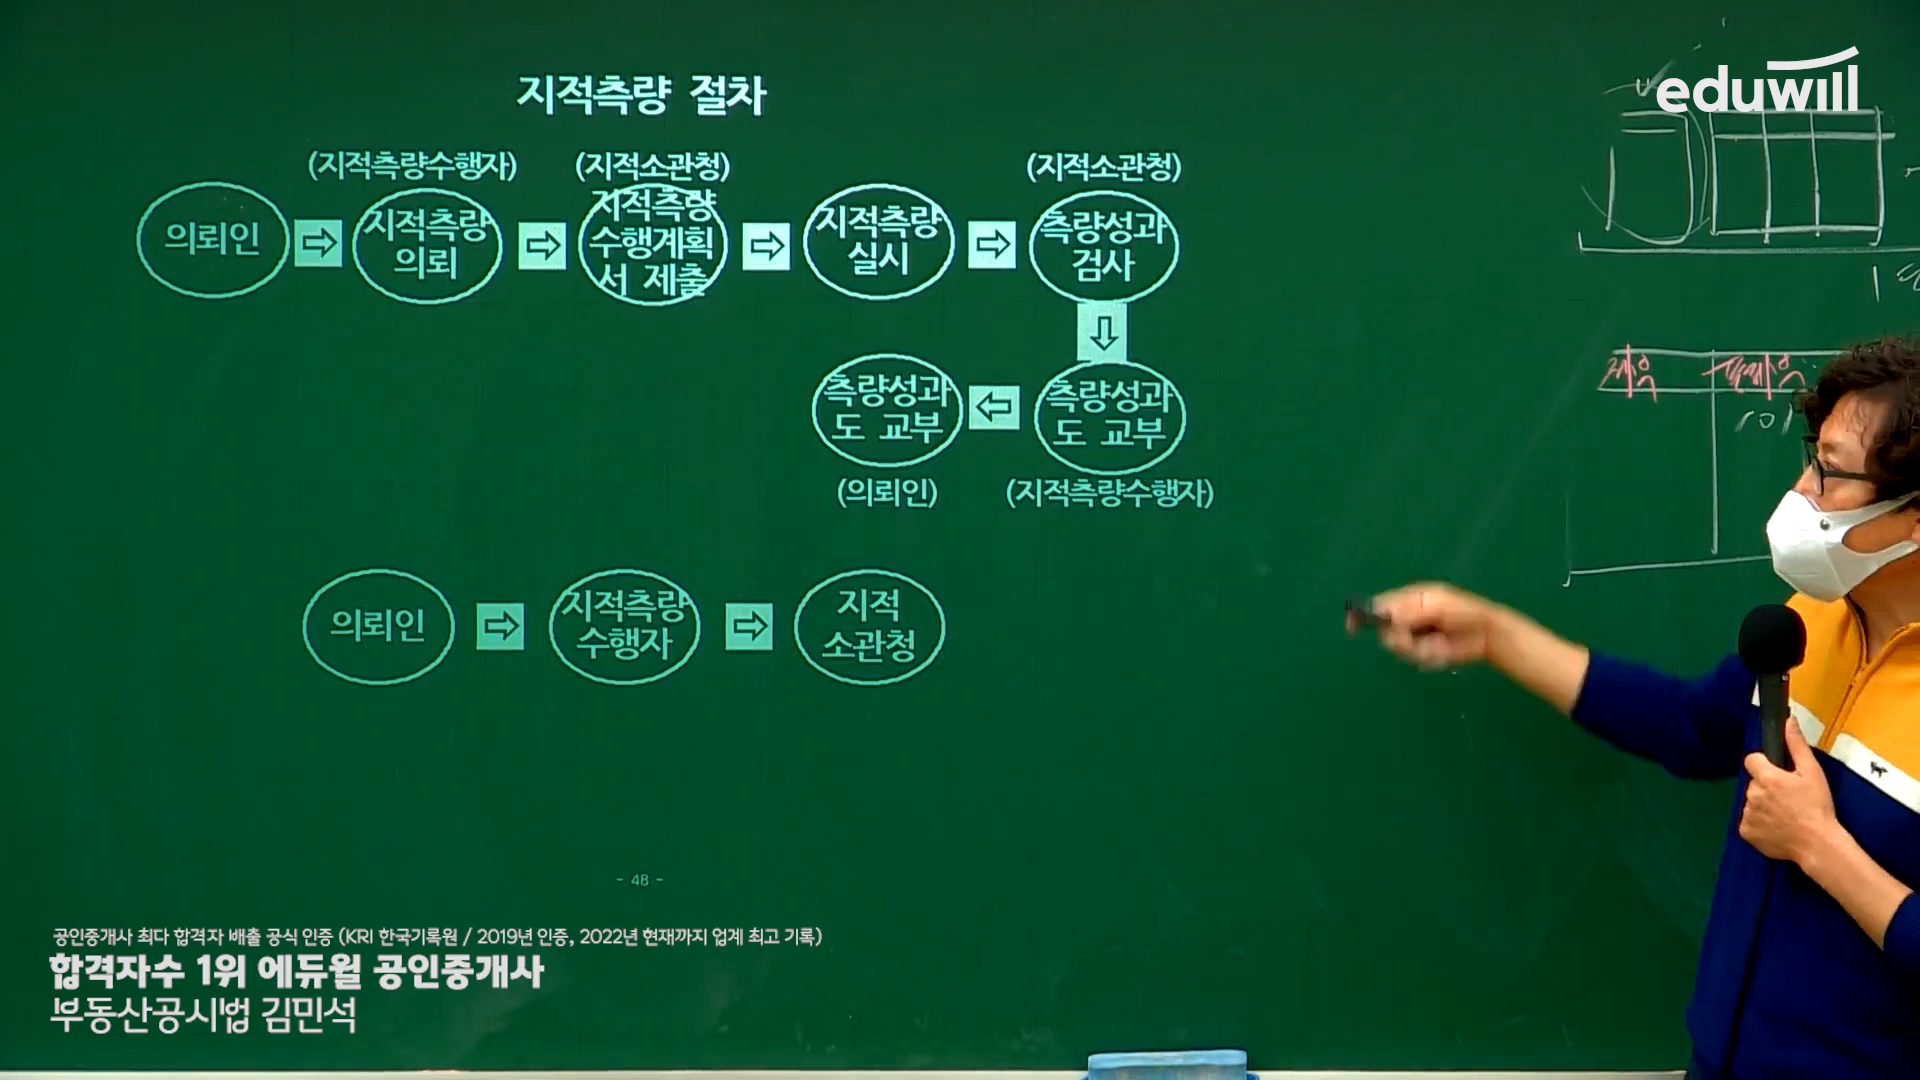 eduwill
지적측량 절차
(지적측량수행자)
(지적소관청)
(지적소관청)
의뢰인
지적측량
의뢰
지적측량
수행계획
서 제출
지적측량
실시
측량성과
검사
측량성과
도 교부
측량성과
도 교부
(의뢰인)
(지적측량수행자)
의뢰인
지적측량
수행자
지적
소관청
- 48 -
공인중개사 최다 합격자 배출 공식 인증 (KRI 한국기록원 / 2019년 인증, 2022년 현재까지 업계 최고 기록)
합격자수 1위 에듀윌 공인중개사
부동산공시법 김민석